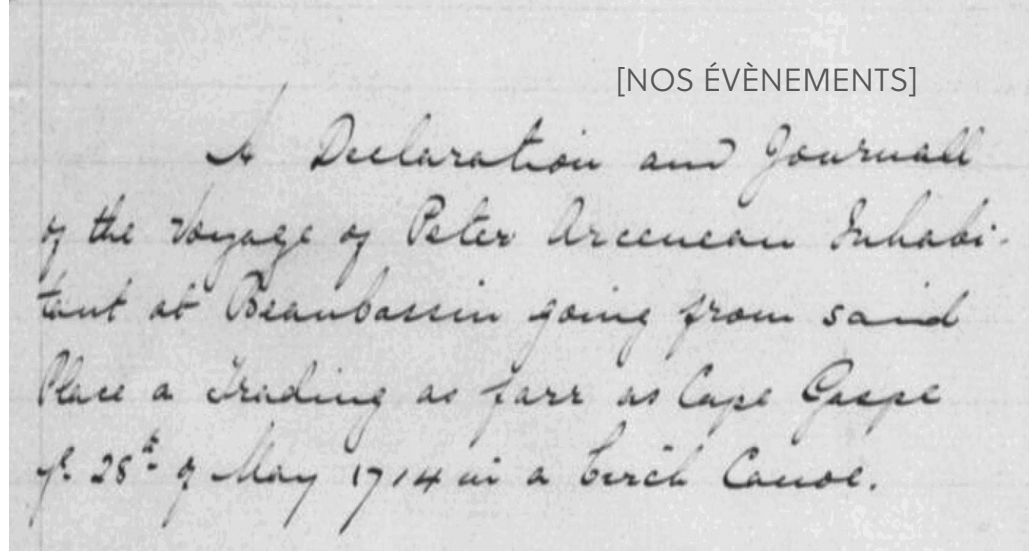 [NOS ÉVÈNEMENTS]
A Declaration and Journall
of the Voyage of Peter Arceneau Inhabi-
tant at Beaubassin going from said
Place a Trading as farr as Cape Gaspe
ye 28th of May 1714 in a birch Canoe.